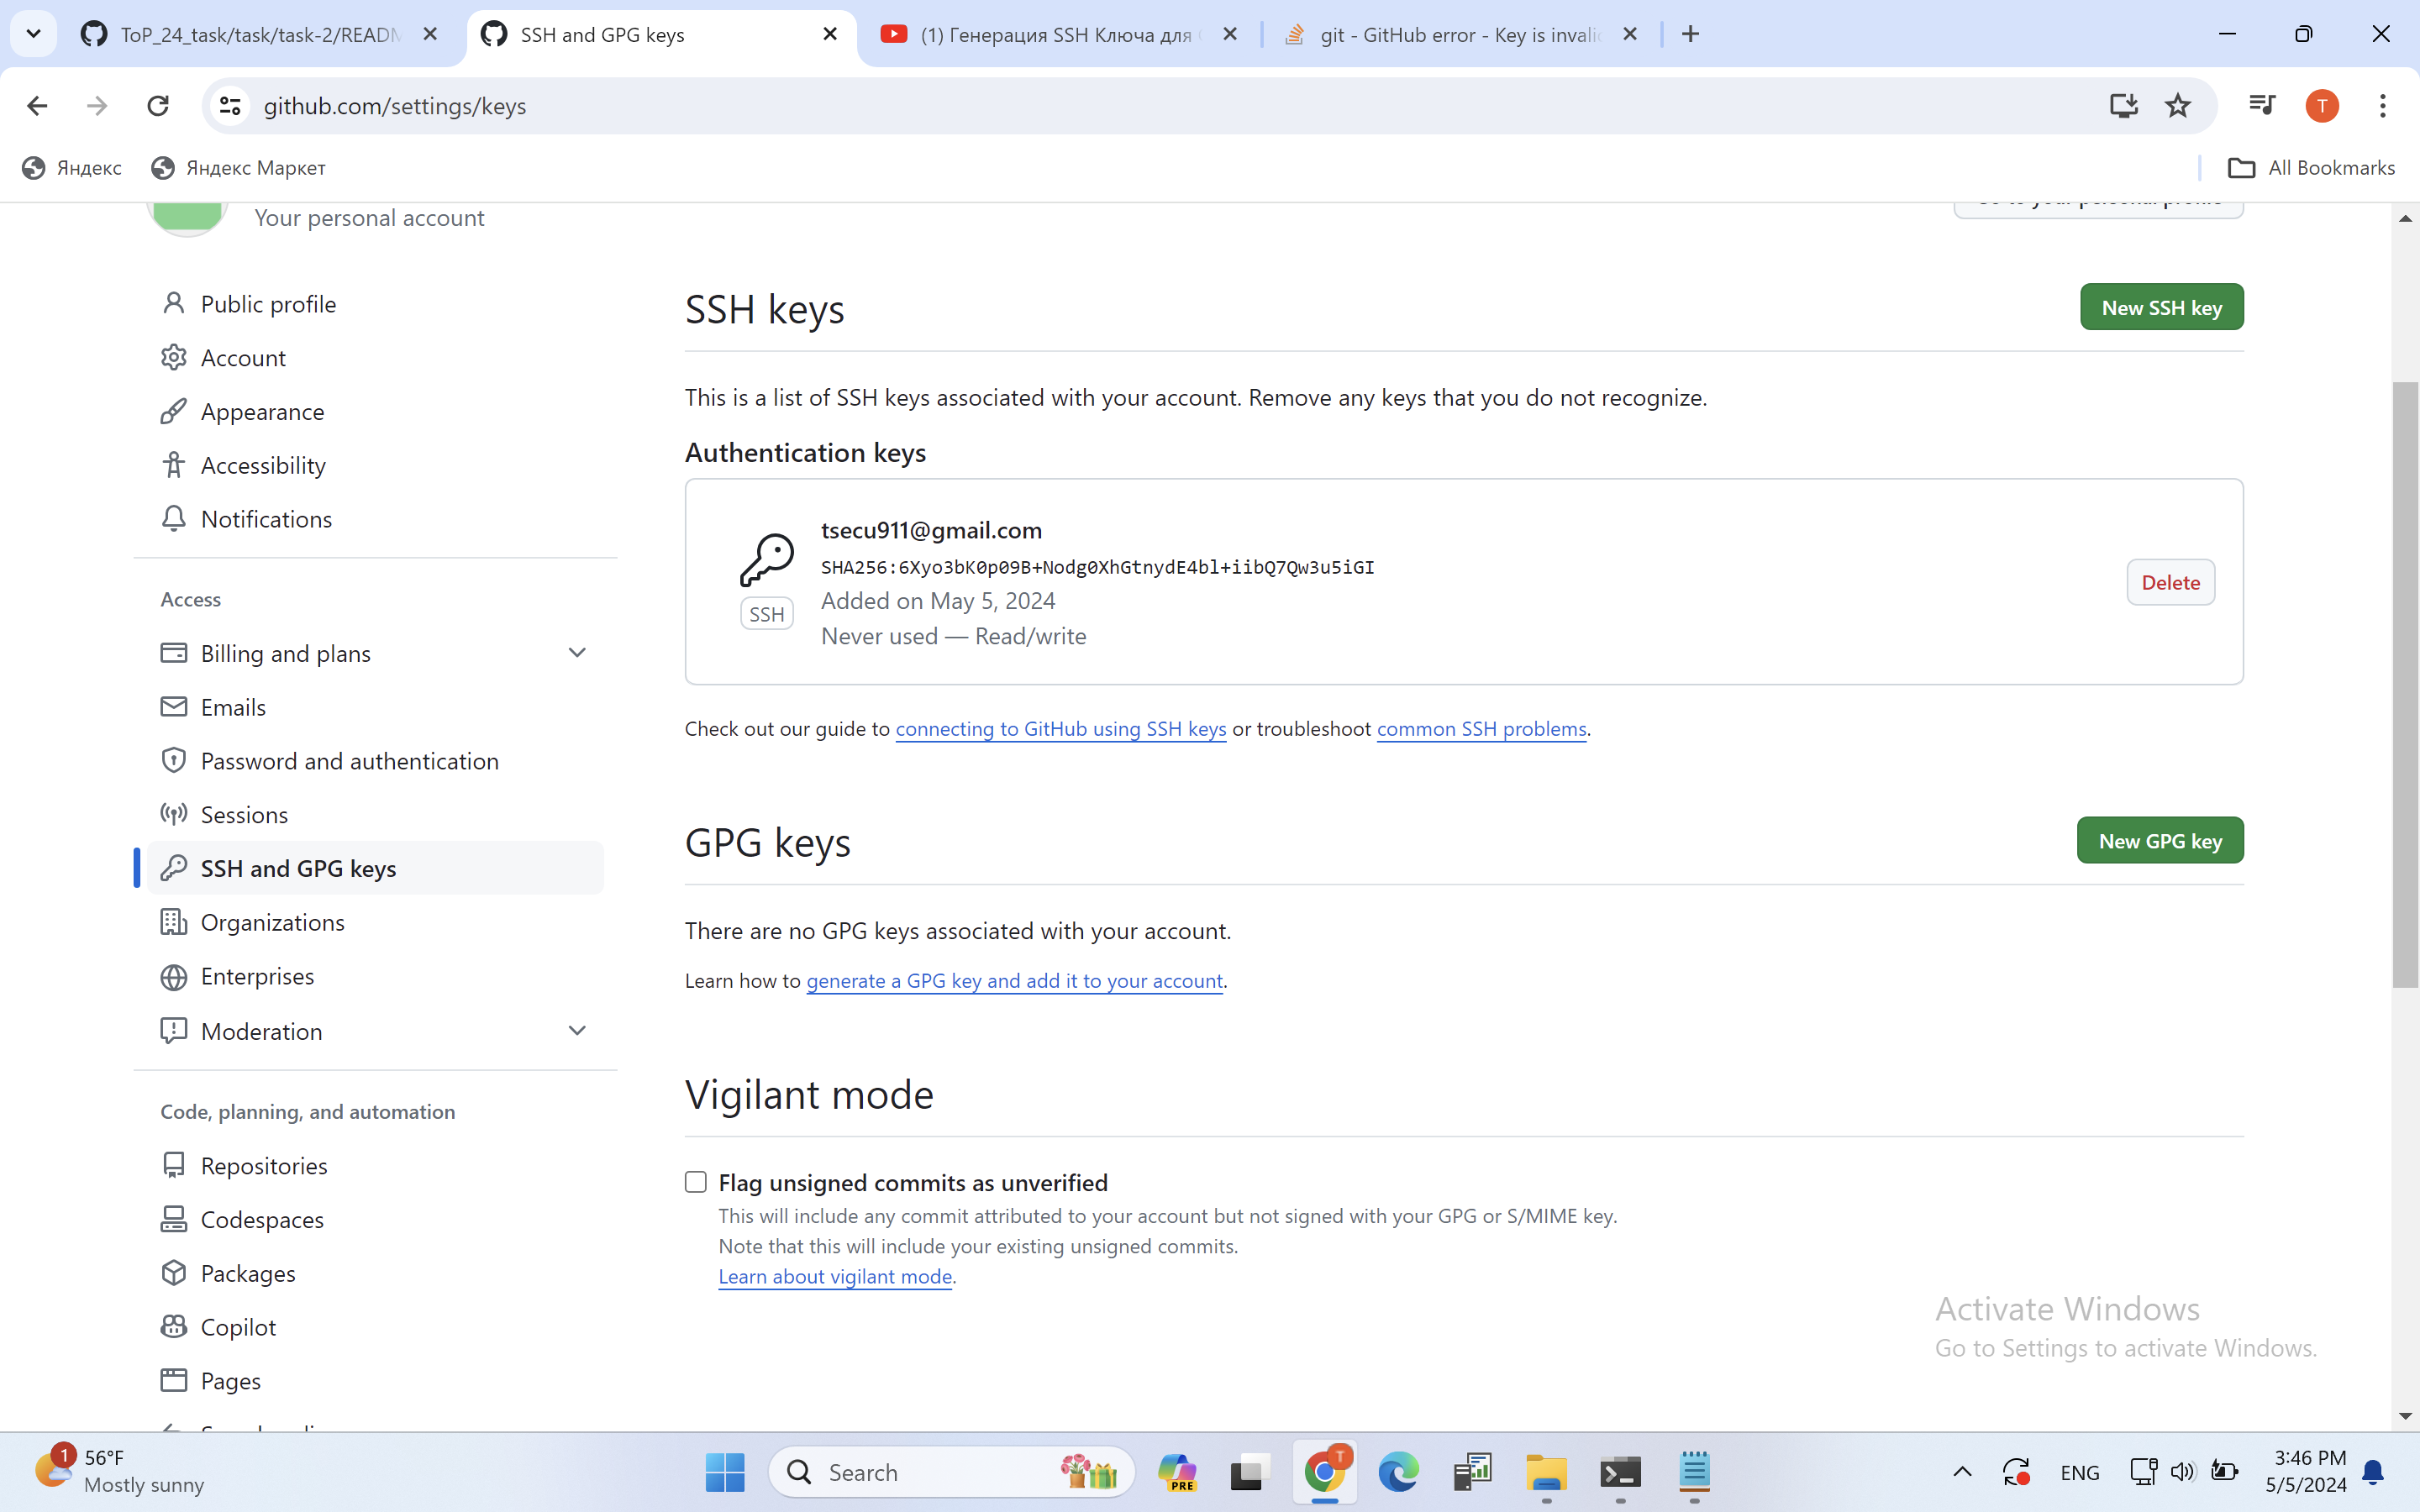 ToP_24_task/task/task-2/READM
SSH and GPG keys
(1) Генерация SSH Ключа для
git - GitHub error - Key is invalid
github.com/settings/keys
T
Яндекс
Яндекс Маркет
All Bookmarks
Your personal account
Go to your personal profile
Public profile
Account
Appearance
Accessibility
Notifications
Access
Billing and plans
Emails
Password and authentication
Sessions
SSH and GPG keys
Organizations
Enterprises
Moderation
Code, planning, and automation
Repositories
Codespaces
Packages
Copilot
Pages
SSH keys
New SSH key
This is a list of SSH keys associated with your account. Remove any keys that you do not recognize.
Authentication keys
tsecu911@gmail.com
SHA256:6Xyo3bK0p09B+Nodg0XhGtnydE4bl+iibQ7Qw3u5iGI
Added on May 5, 2024
Never used — Read/write
SSH
Delete
Check out our guide to connecting to GitHub using SSH keys or troubleshoot common SSH problems.
GPG keys
New GPG key
There are no GPG keys associated with your account.
Learn how to generate a GPG key and add it to your account.
Vigilant mode
Flag unsigned commits as unverified
This will include any commit attributed to your account but not signed with your GPG or S/MIME key.
Note that this will include your existing unsigned commits.
Learn about vigilant mode.
Activate Windows
Go to Settings to activate Windows.
1
56°F
Mostly sunny
Search
PRE
T
ENG
3:46 PM
5/5/2024